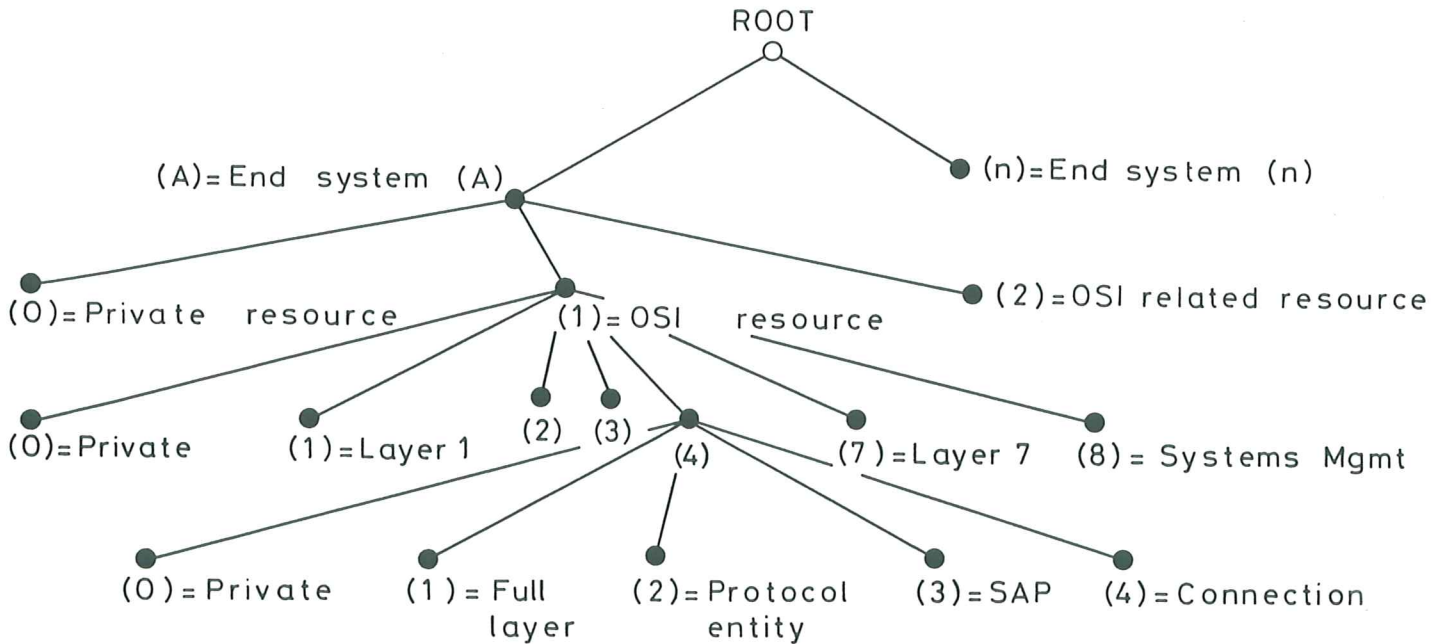 ROOT
(A)=End system (A)
(n)=End system (n)
(0)=Private resource
(1)=OSI resource
(2)=OSI related resource
(0)=Private
(1)=Layer 1
(2)
(3)
(4)
(7)=Layer 7
(8)= Systems Mgmt
(0)=Private
(1)= Full
layer
(2)=Protocol
entity
(3)=SAP
(4)=Connection